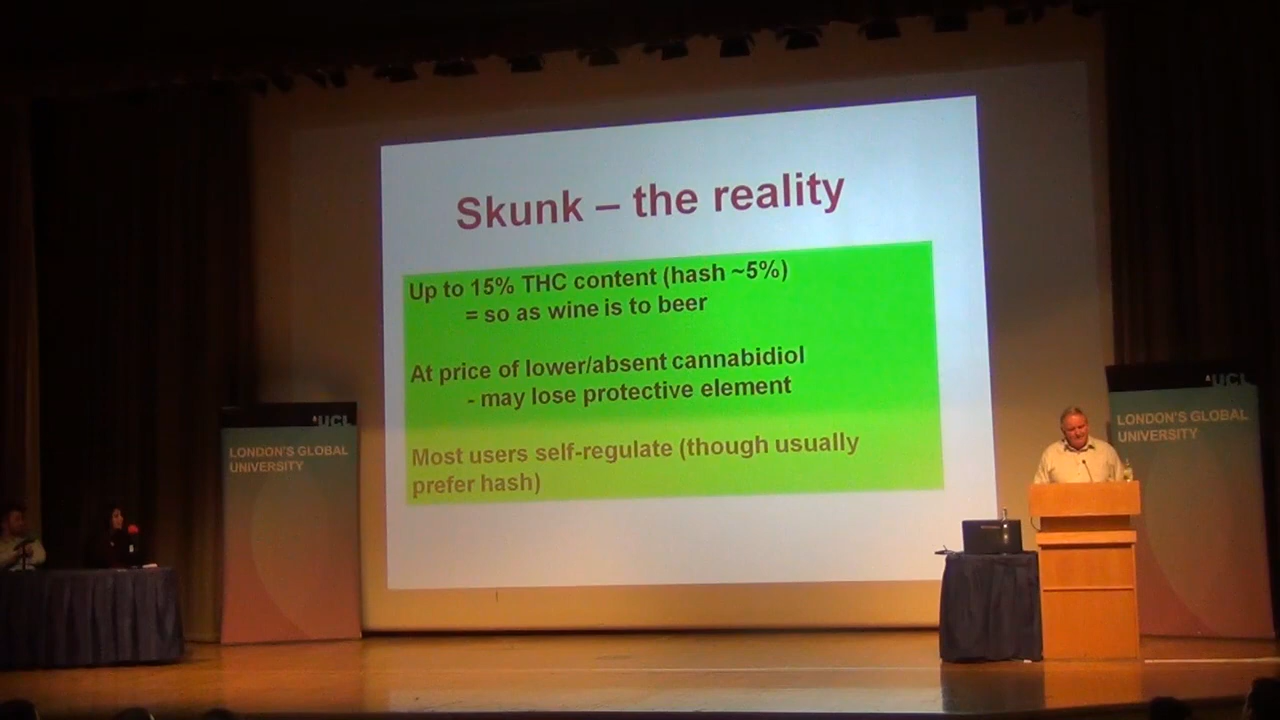 Skunk – the reality
Up to 15% THC content (hash ~5%)
= so as wine is to beer
At price of lower/absent cannabidiol
- may lose protective element
Most users self-regulate (though usually
prefer hash)
UCL
LONDON'S GLOBAL
UNIVERSITY
UCL
LONDON'S GLOBAL
UNIVERSITY